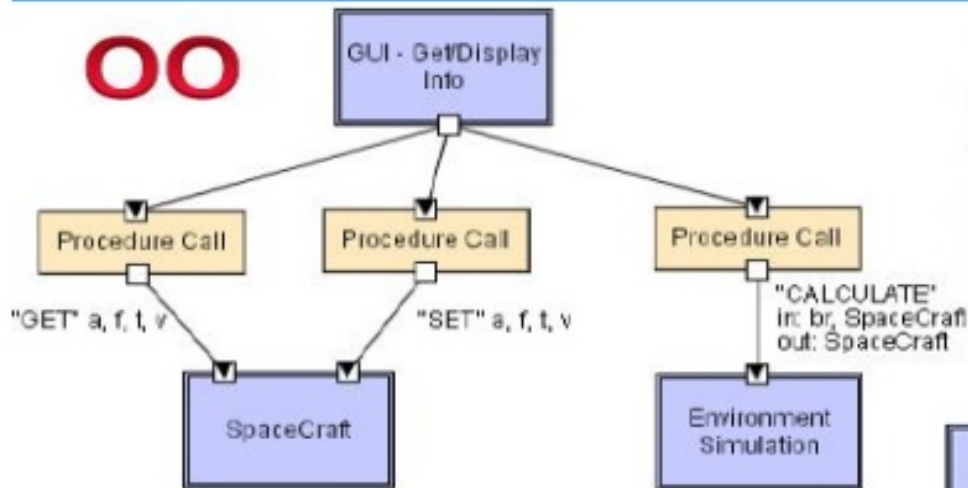 OO
GUI - Get/Display
Info
Procedure Call
Procedure Call
Procedure Call
"GET" a, f, t, v
"SET" a, f, t, v
"CALCULATE"
in: br, SpaceCraft
out: SpaceCraft
SpaceCraft
Environment
Simulation